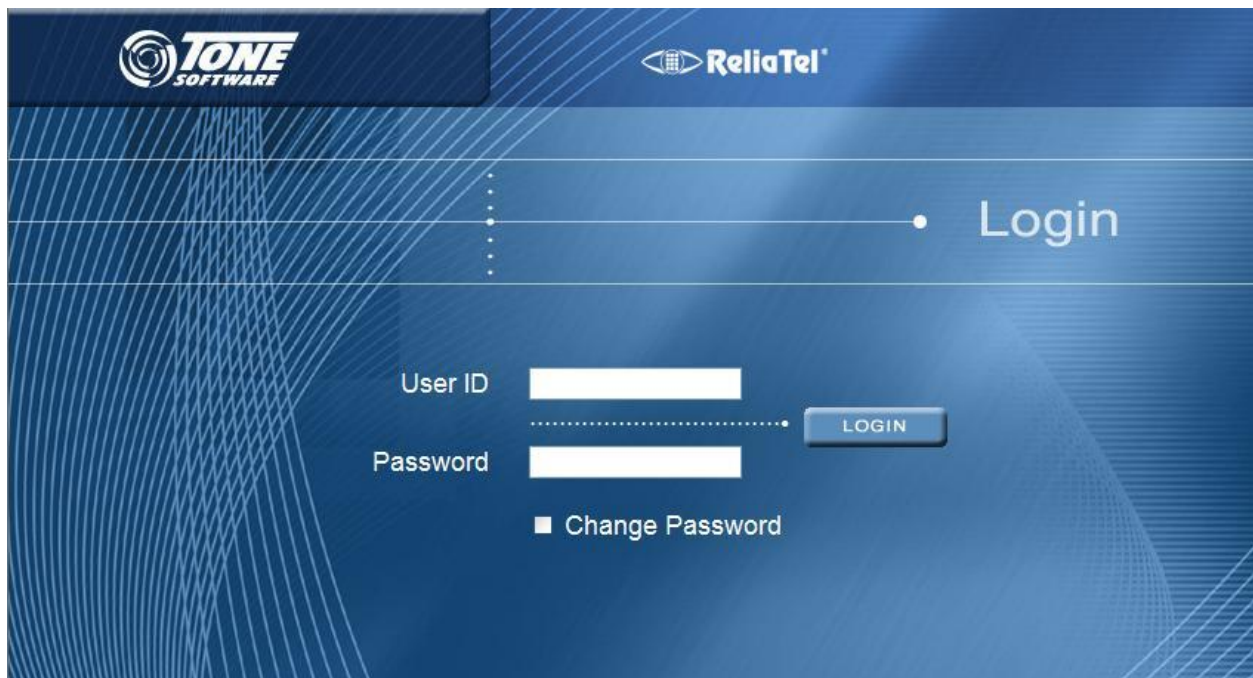 TONE
SOFTWARE
ReliaTel®
Login
User ID
LOGIN
Password
Change Password